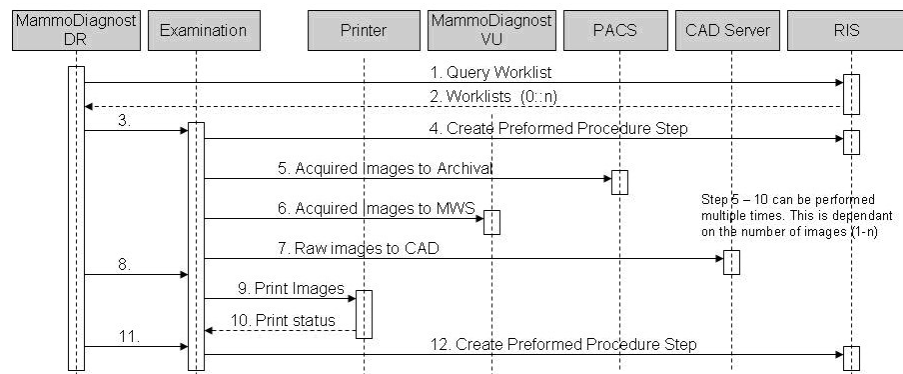 MammoDiagnost
DR
Examination
Printer
MammoDiagnost
VU
PACS
CAD Server
RIS
1. Query Worklist
2. Worklists (0::n)
3.
4. Create Preformed Procedure Step
5. Acquired Images to Archival
6. Acquired Images to MWS
Step 5 – 10 can be performed
multiple times. This is dependant
on the number of images (1-n)
7. Raw images to CAD
8.
9. Print Images
10. Print status
11.
12. Create Preformed Procedure Step